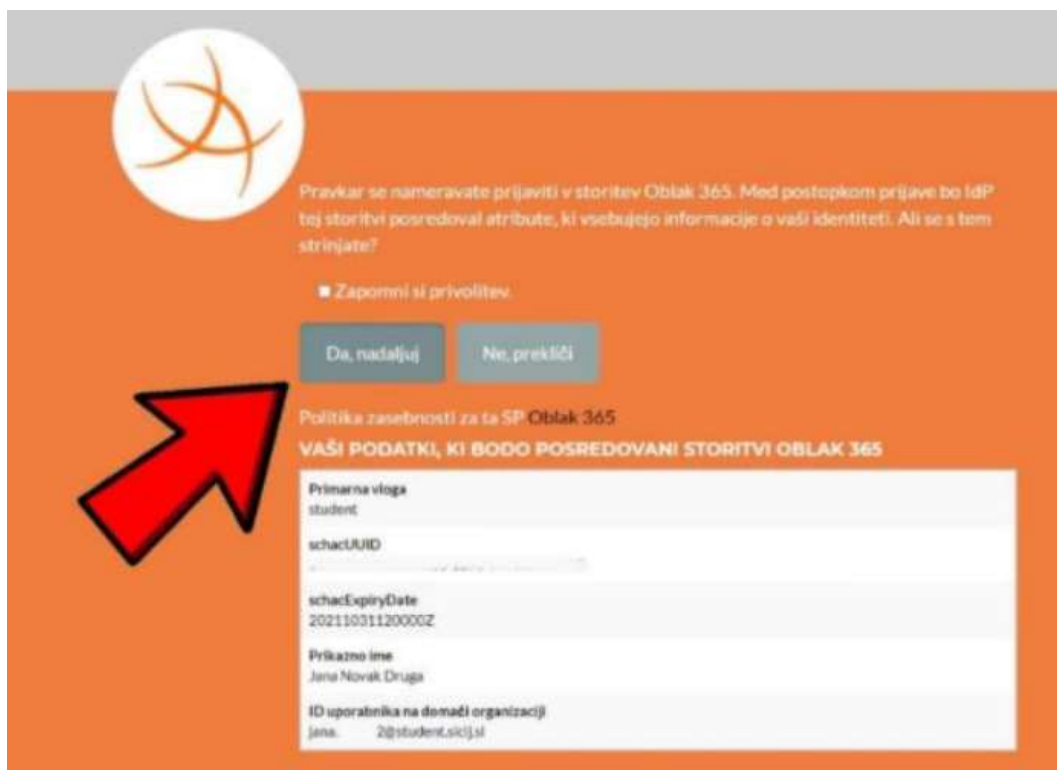 Pravkar se nameravate prijaviti v storitev Oblak 365. Med postopkom prijave bo IdP
tej storitvi posredoval atribute, ki vsebujejo informacije o vaši identiteti. Ali se s tem
strinjate?
Zapomni si privolitev.
Da, nadaljuj
Ne, prekliči
Politika zasebnosti za ta SP Oblak 365
VAŠI PODATKI, KI BODO POSREDOVANI STORITVI OBLAK 365
Primarna vloga
student
schacUUID
schacExpiryDate
20211031120000Z
Prikazno ime
Jana Novak Druga
ID uporabnika na domači organizaciji
jana. 2@student.sicij.si